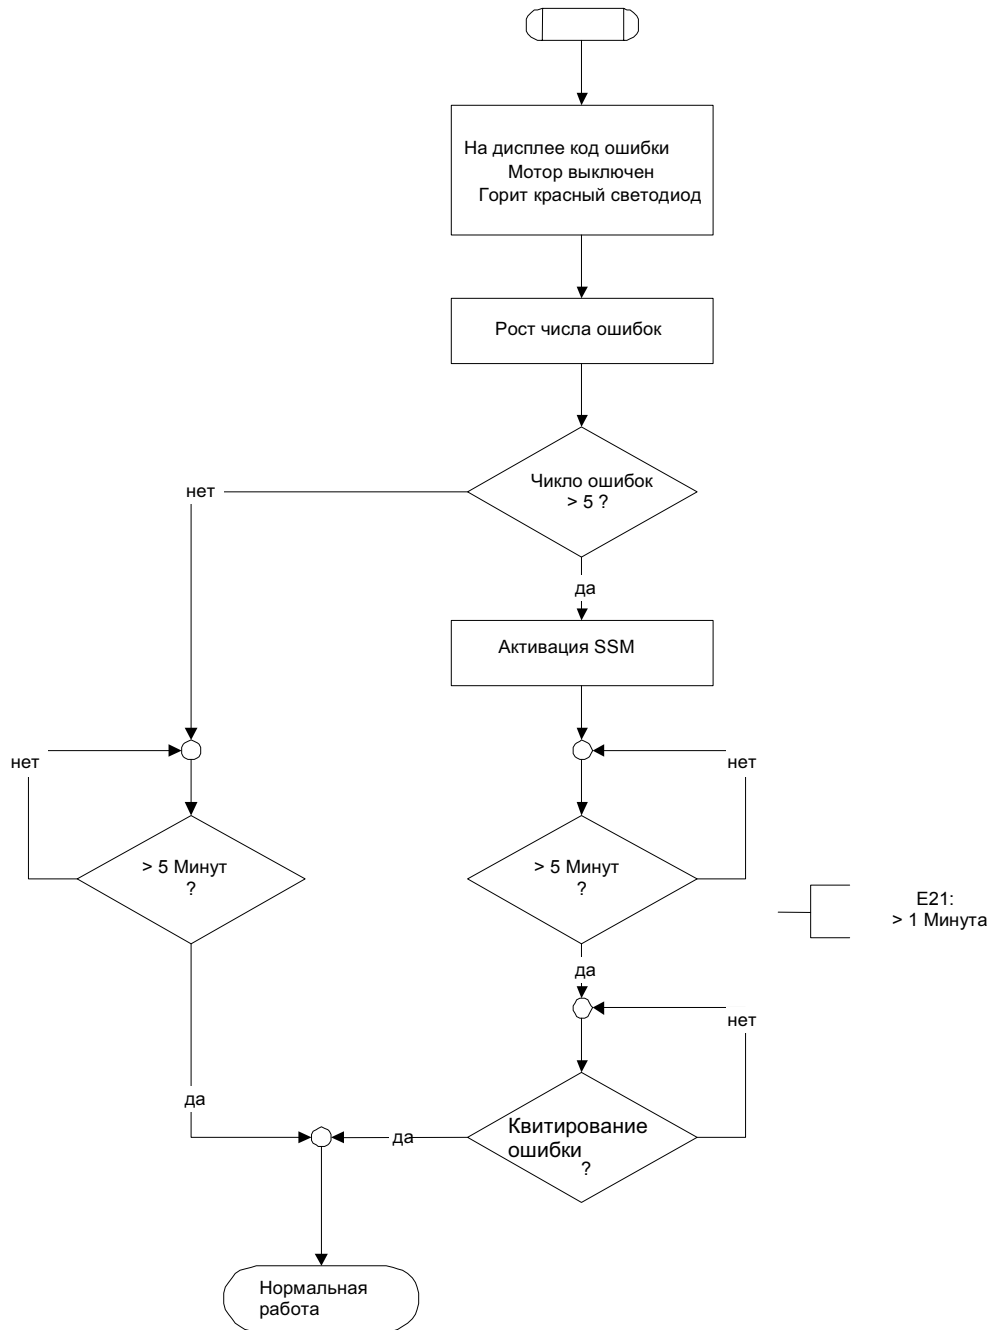 На дисплее код ошибки
Мотор выключен
Горит красный светодиод
Рост числа ошибок
Число ошибок
> 5 ?
нет
да
Активация SSM
нет
нет
> 5 Минут
?
> 5 Минут
?
E21:
> 1 Минута
да
нет
да
Квитирование
ошибки
?
да
Нормальная
работа